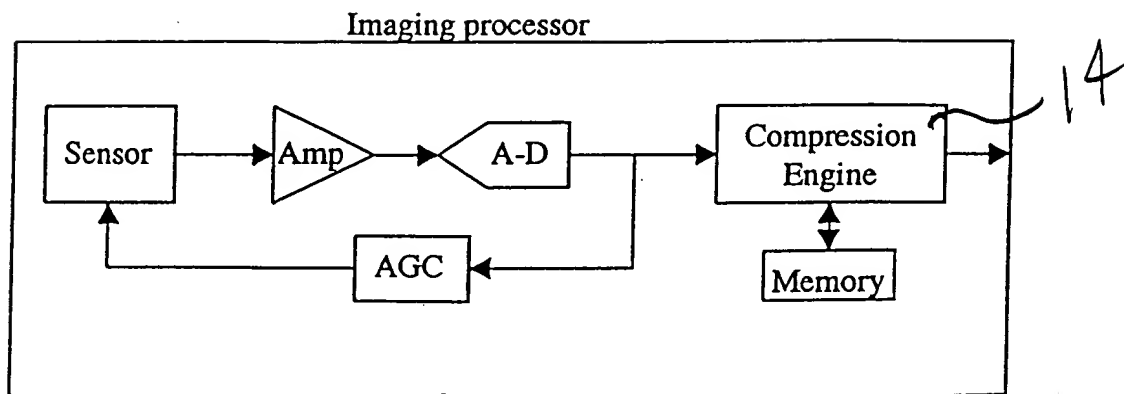 Imaging processor
14
Sensor
Amp
A-D
Compression
Engine
AGC
Memory